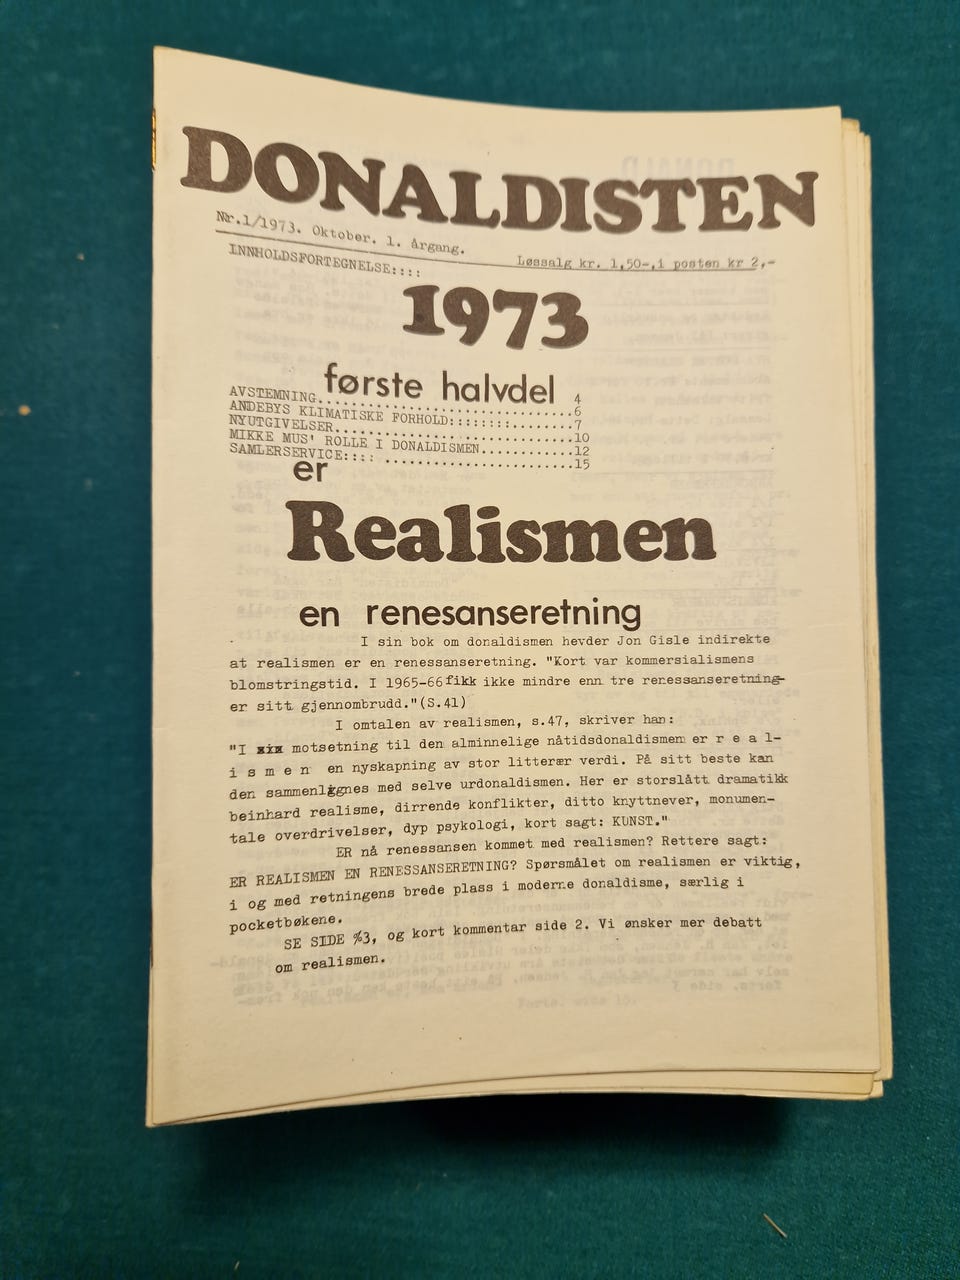 DONALDISTEN
Nr.1/1973. Oktober. 1. Årgang.
Løssalg kr. 1,50-,i posten kr 2,-
INNHOLDSFORTEGNELSE::::
1973
første halvdel 4
AVSTEMNING..............................6
ANDEBYS KLIMATISKE FORHOLD::::::::........7
NYUTGIVELSER..............................10
MIKKE MUS' ROLLE I DONALDISMEN............12
SAMLERSERVICE:::: ........................15
er
Realismen
en renesanseretning
I sin bok om donaldismen hevder Jon Gisle indirekte
at realismen er en renessanseretning. "Kort var kommersialismens
blomstringstid. I 1965-66 fikk ikke mindre enn tre renessanseretning-
er sitt gjennombrudd."(S.41)
I omtalen av realismen, s.47, skriver han:
"I motsetning til den alminnelige nåtidsdonaldismen er r e a l-
i s m e n en nyskapning av stor litterær verdi. På sitt beste kan
den sammenlignes med selve urdonaldismen. Her er storslått dramatikk
beinhard realisme, dirrende konflikter, ditto knyttnever, monumen-
tale overdrivelser, dyp psykologi, kort sagt: KUNST."
ER nå renessansen kommet med realismen? Rettere sagt:
ER REALISMEN EN RENESSANSERETNING? Spørsmålet om realismen er viktig,
i og med retningens brede plass i moderne donaldisme, særlig i
pocketbøkene.
SE SIDE %3, og kort kommentar side 2. Vi ønsker mer debatt
om realismen.